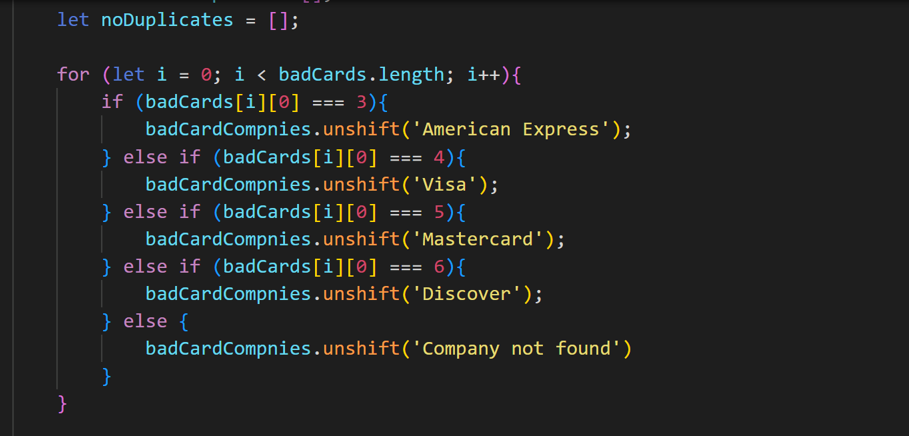 let noDuplicates = [];
for (let i = 0; i < badCards.length; i++){
if (badCards[i][0] === 3){
badCardCompnies.unshift('American Express');
} else if (badCards[i][0] === 4){
badCardCompnies.unshift('Visa');
} else if (badCards[i][0] === 5){
badCardCompnies.unshift('Mastercard');
} else if (badCards[i][0] === 6){
badCardCompnies.unshift('Discover');
} else {
badCardCompnies.unshift('Company not found')
}
}